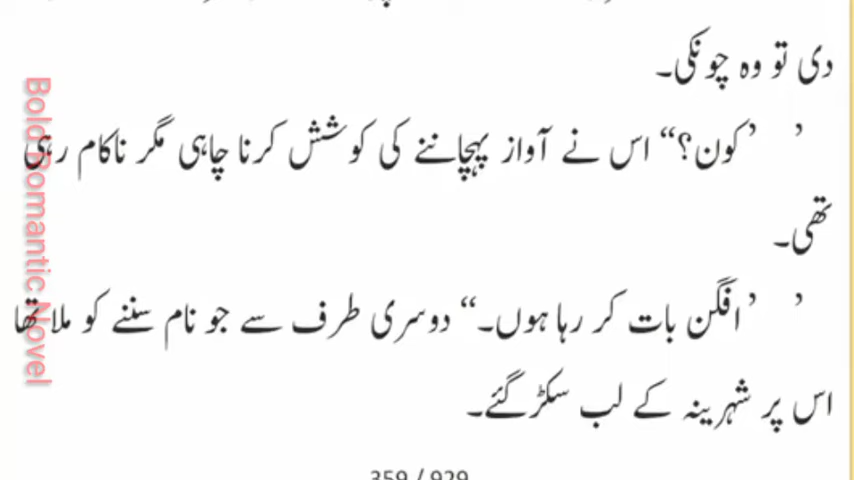 دی تو وہ چونکی۔
’ ’کون؟“ اس نے آواز پہچاننے کی کوشش کرنا چاہی مگر ناکام رہی
تھی۔
’ ’افگن بات کر رہا ہوں۔“ دوسری طرف سے جو نام سننے کو ملا تھا
اس پر شہرینہ کے لب سکڑ گئے۔
359 / 929
Bold Romantic Novel